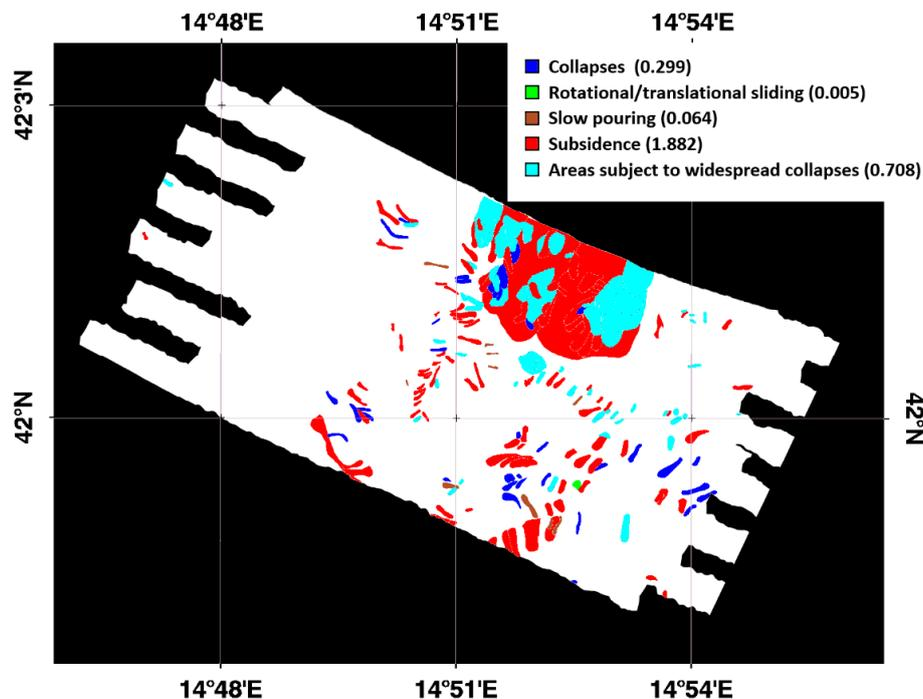 14°48'E 14°51'E 14°54'E
42°3'N
Collapses (0.299)
Rotational/translational sliding (0.005)
Slow pouring (0.064)
Subsidence (1.882)
Areas subject to widespread collapses (0.708)
42°N 42°N
14°48'E 14°51'E 14°54'E